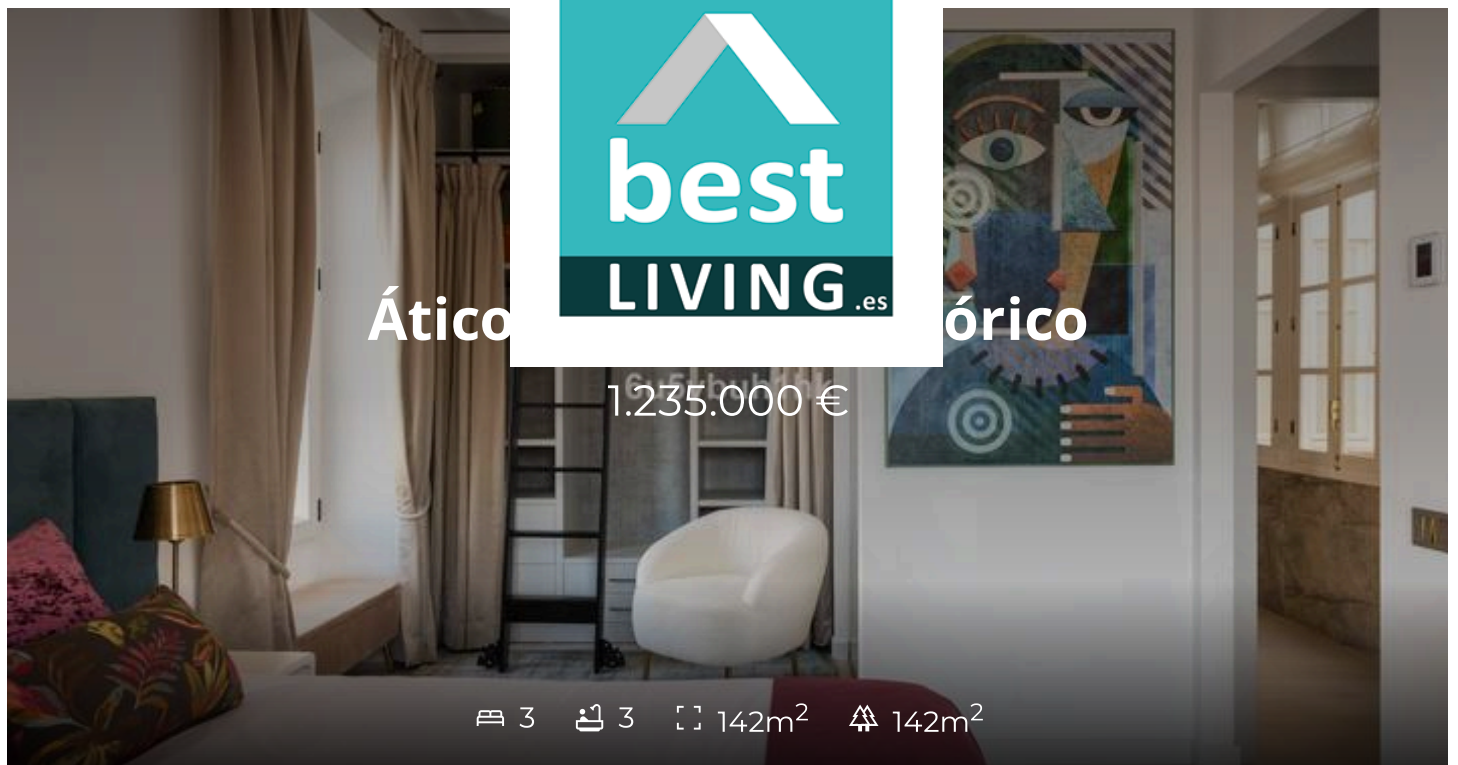 best
LIVING.es
Ático órico
1.235.000 €
3 3 142m² 142m²